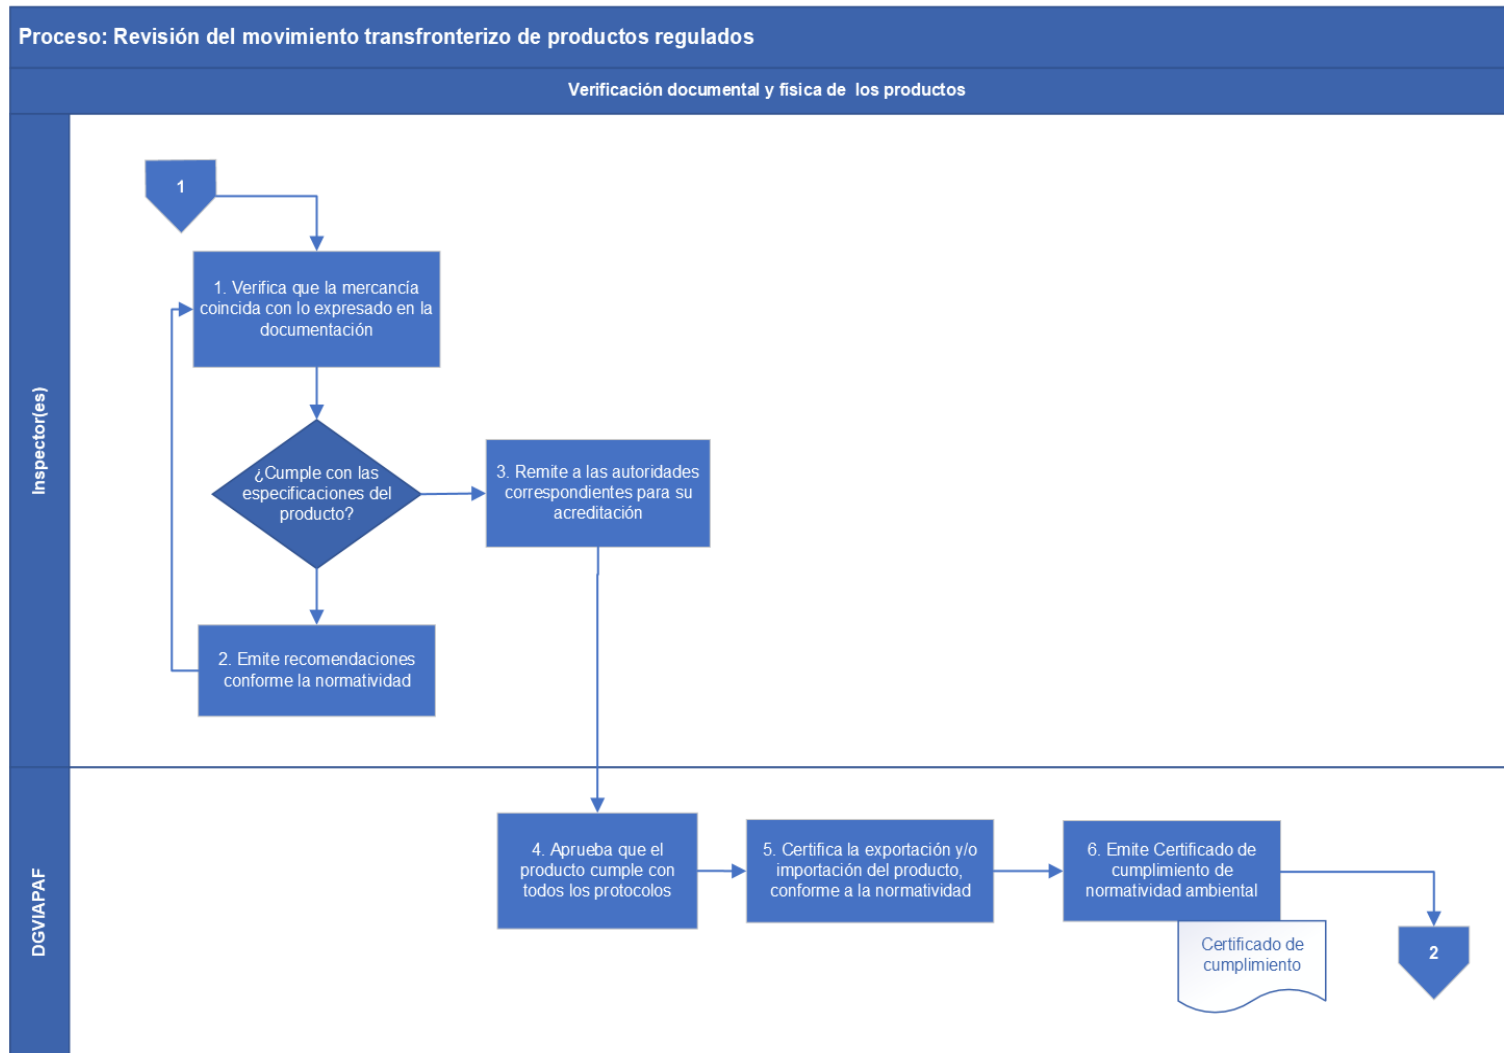 Proceso: Revisión del movimiento transfronterizo de productos regulados
Verificación documental y física de los productos
Inspector(es)
1
1. Verifica que la mercancía
coincida con lo expresado en la
documentación
¿Cumple con las
especificaciones del
producto?
3. Remite a las autoridades
correspondientes para su
acreditación
2. Emite recomendaciones
conforme la normatividad
DGVIAPAF
4. Aprueba que el
producto cumple con
todos los protocolos
5. Certifica la exportación y/o
importación del producto,
conforme a la normatividad
6. Emite Certificado de
cumplimiento de
normatividad ambiental
Certificado de
cumplimiento
2